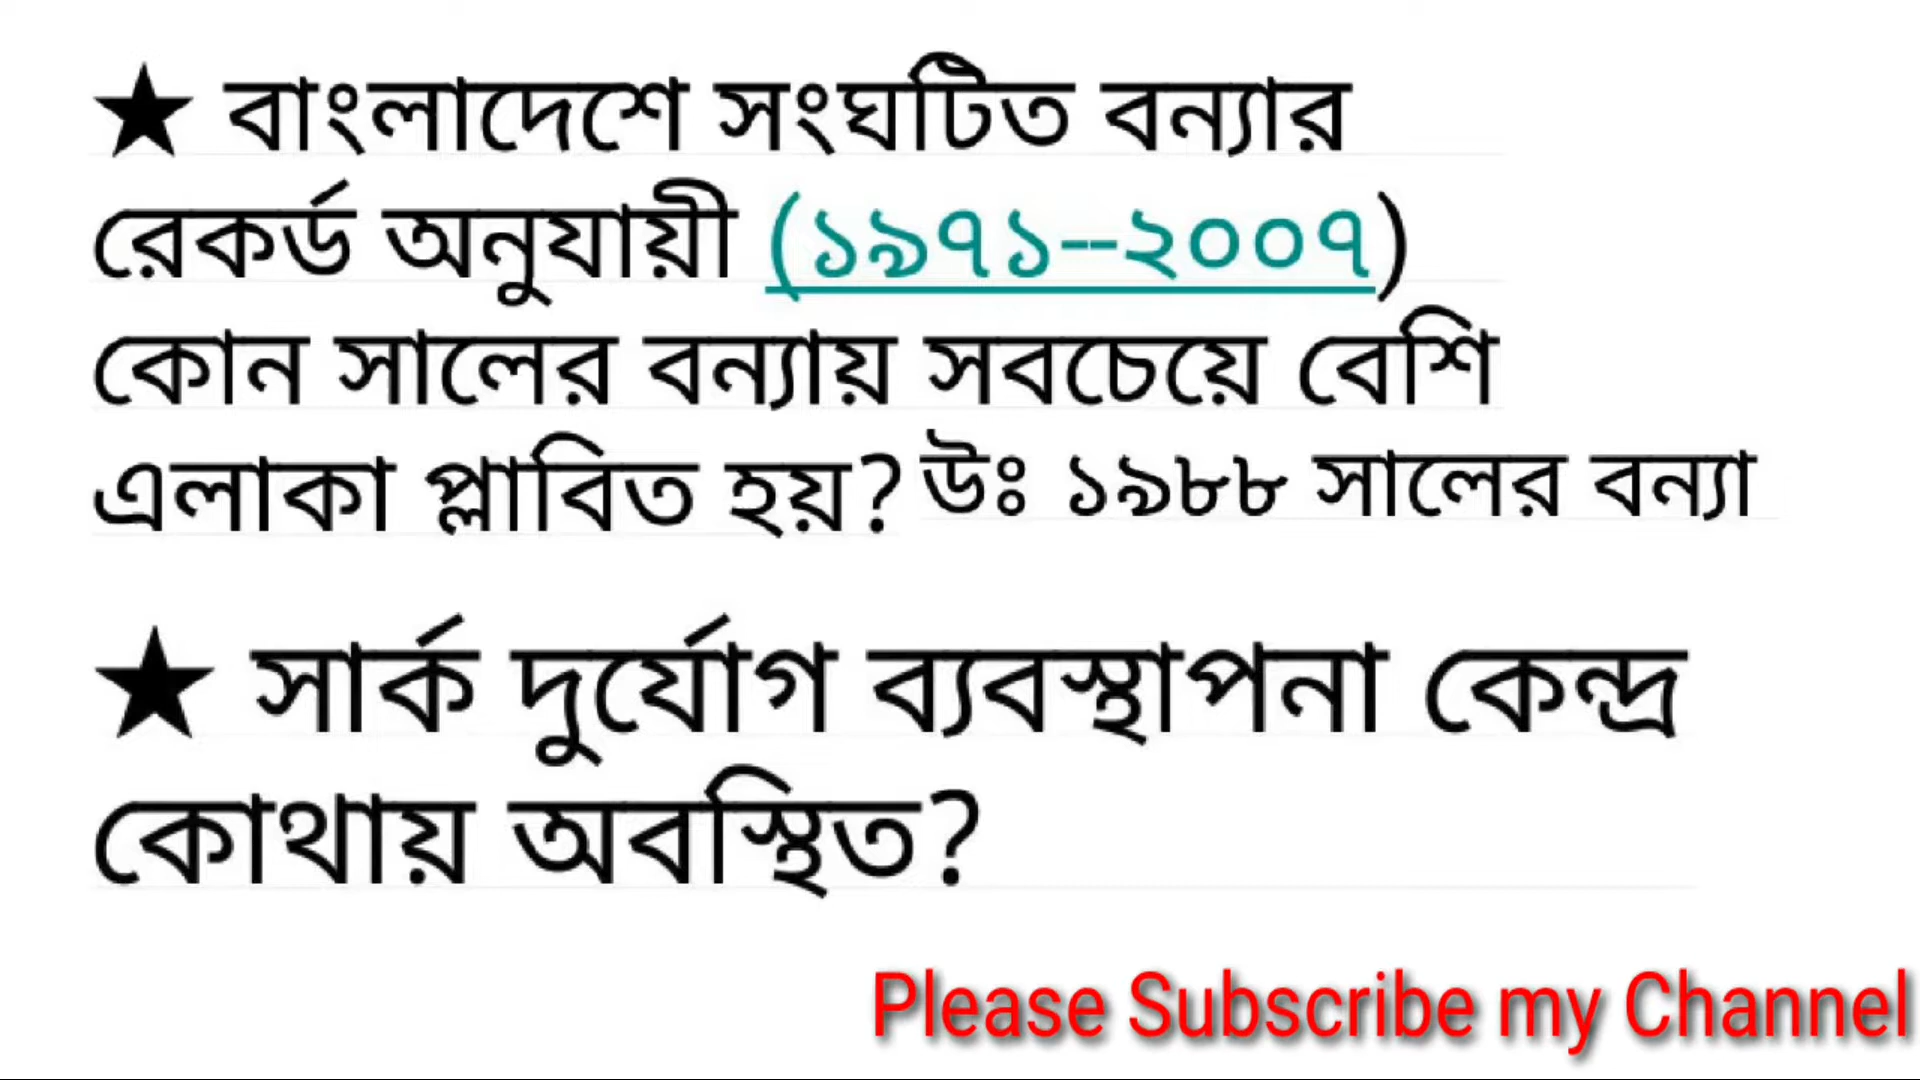 ★ বাংলাদেশে সংঘটিত বন্যার
রেকর্ড অনুযায়ী (১৯৭১--২০০৭)
কোন সালের বন্যায় সবচেয়ে বেশি
এলাকা প্লাবিত হয়? উঃ ১৯৮৮ সালের বন্যা
★ সার্ক দুর্যোগ ব্যবস্থাপনা কেন্দ্র
কোথায় অবস্থিত?
Please Subscribe my Channel